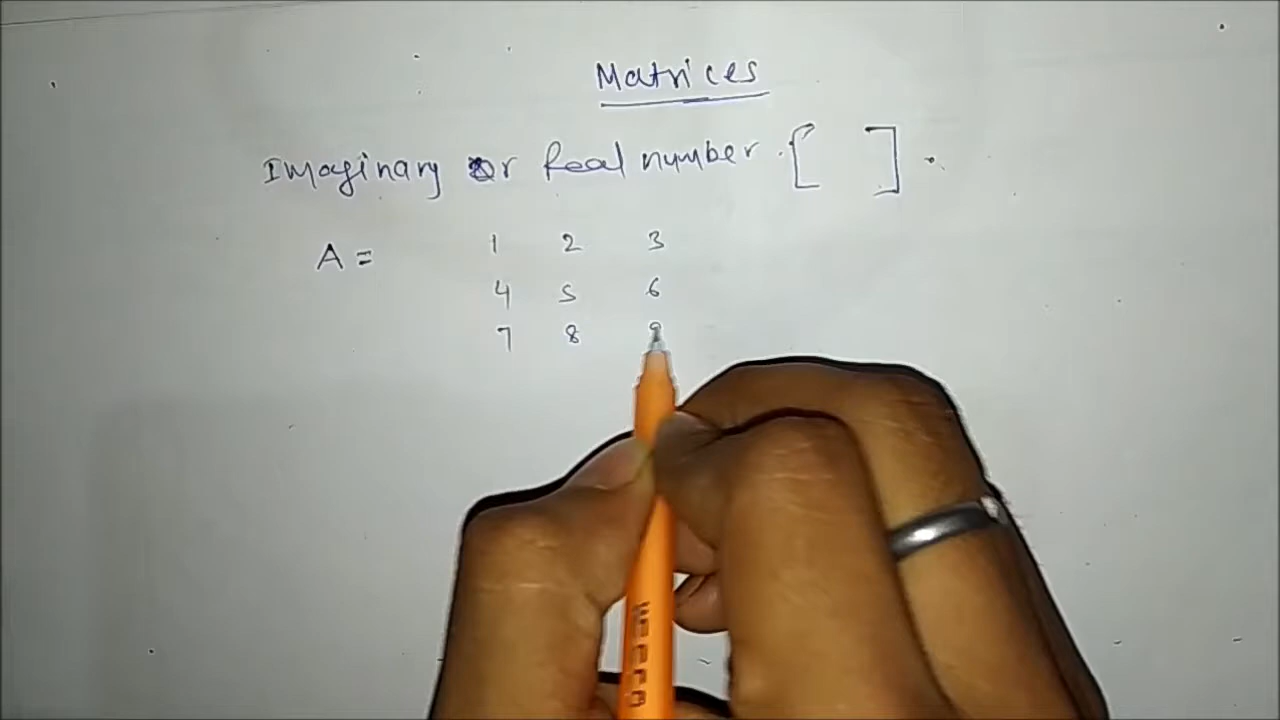 Matrices
Imaginary or Real number . [ ] .
A = 1 2 3
4 5 6
7 8 9